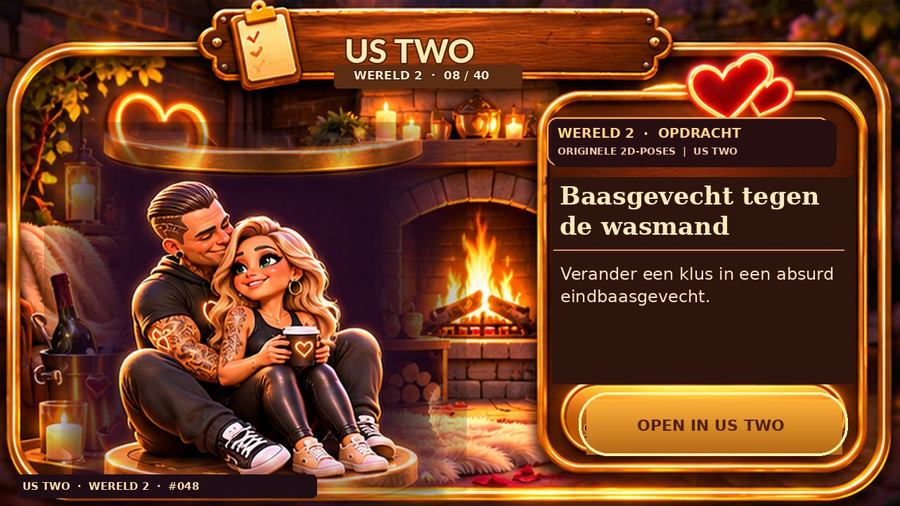 US TWO
WERELD 2 · 08 / 40
WERELD 2 · OPDRACHT
ORIGINELE 2D-POSES | US TWO
Baasgevecht tegen
de wasmand
Verander een klus in een absurd
eindbaasgevecht.
OPEN IN US TWO
US TWO · WERELD 2 · #048